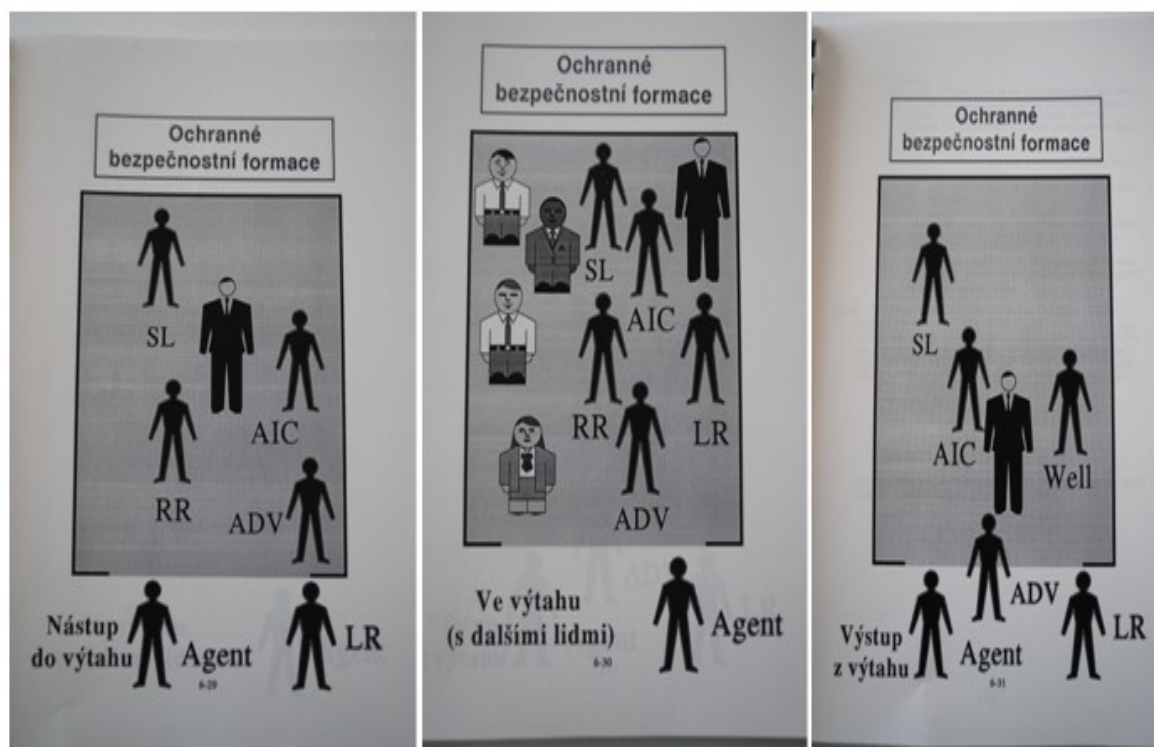 Ochranné
bezpečnostní formace
SL
AIC
RR
ADV
Nástup
do výtahu
Agent
LR
6-29
Ochranné
bezpečnostní formace
SL
AIC
RR
LR
ADV
Ve výtahu
(s dalšími lidmi)
Agent
6-30
Ochranné
bezpečnostní formace
SL
AIC
Well
ADV
Výstup
z výtahu
Agent
LR
6-31